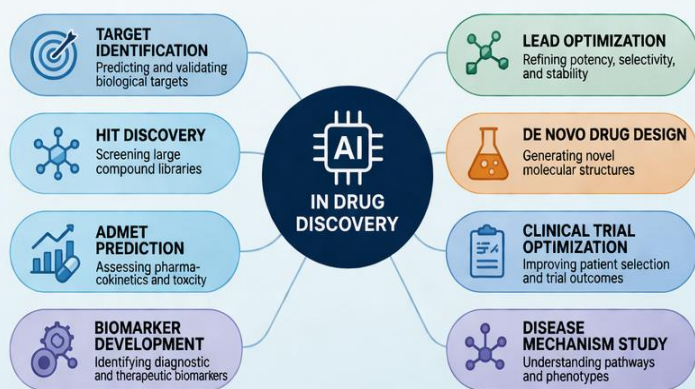 TARGET
IDENTIFICATION
Predicting and validating
biological targets
HIT DISCOVERY
Screening large
compound libraries
ADMET
PREDICTION
Assessing pharma-
cokinetics and toxcity
BIOMARKER
DEVELOPMENT
Identifying diagnostic
and therapeutic biomarkers
AI
IN DRUG
DISCOVERY
LEAD OPTIMIZATION
Refining potency, selectivity,
and stability
DE NOVO DRUG DESIGN
Generating novel
molecular structures
CLINICAL TRIAL
OPTIMIZATION
Improving patient selection
and trial outcomes
DISEASE
MECHANISM STUDY
Understanding pathways
and phenotypes